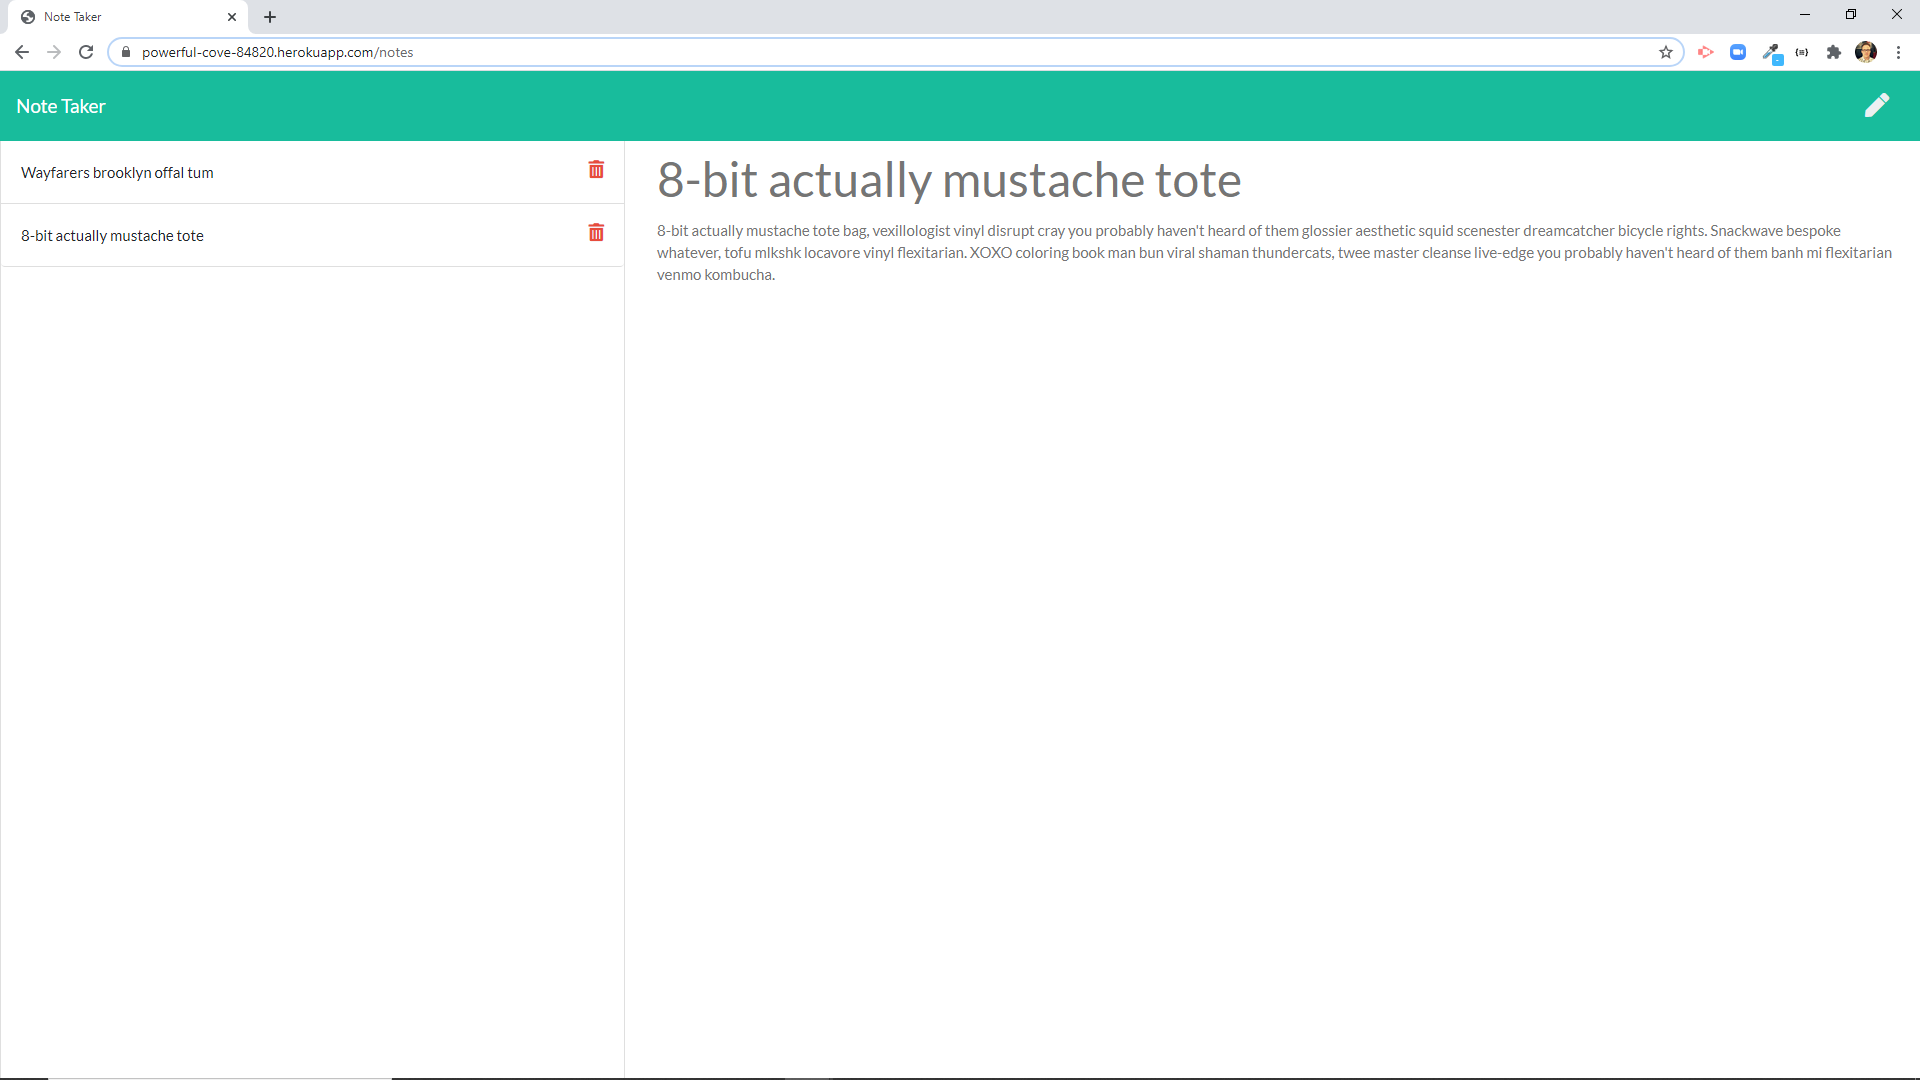 Note Taker
powerful-cove-84820.herokuapp.com/notes
Note Taker
Wayfarers brooklyn offal tum
8-bit actually mustache tote
8-bit actually mustache tote
8-bit actually mustache tote bag, vexillologist vinyl disrupt cray you probably haven't heard of them glossier aesthetic squid scenester dreamcatcher bicycle rights. Snackwave bespoke
whatever, tofu mlkshk locavore vinyl flexitarian. XOXO coloring book man bun viral shaman thundercats, twee master cleanse live-edge you probably haven't heard of them banh mi flexitarian
venmo kombucha.